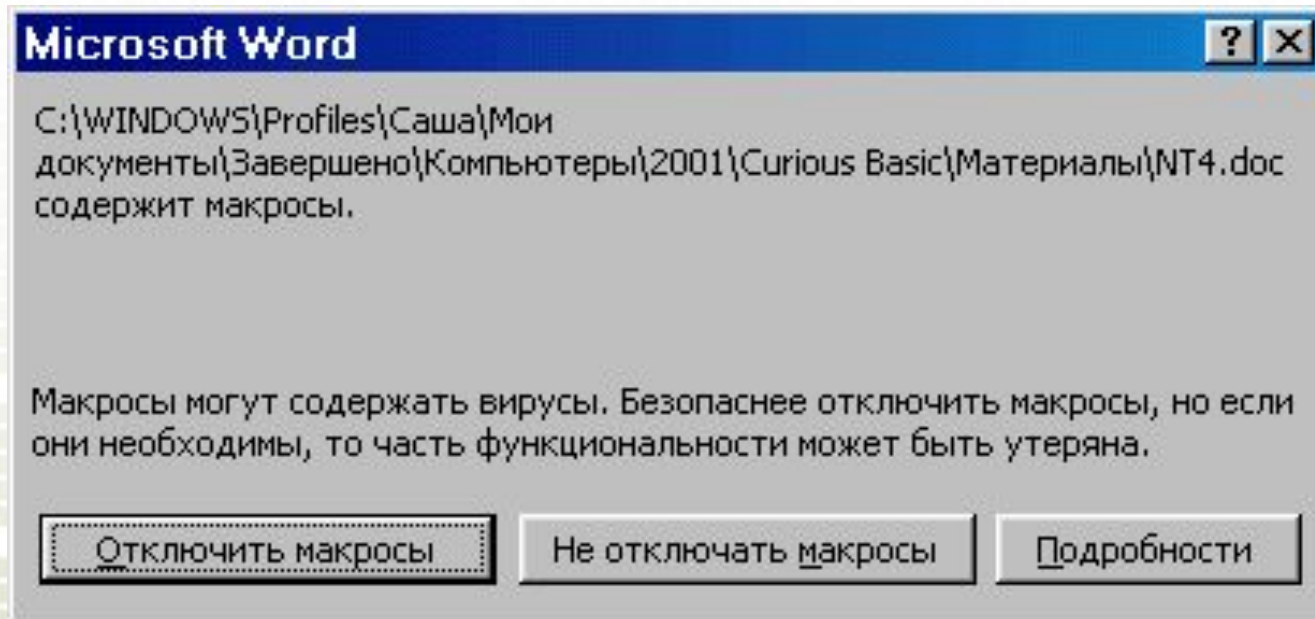 Microsoft Word
C:\WINDOWS\Profiles\Саша\Мои
документы\Завершено\Компьютеры\2001\Curious Basic\Материалы\NT4.doc
содержит макросы.
Макросы могут содержать вирусы. Безопаснее отключить макросы, но если
они необходимы, то часть функциональности может быть утеряна.
Отключить макросы
Не отключать макросы
Подробности